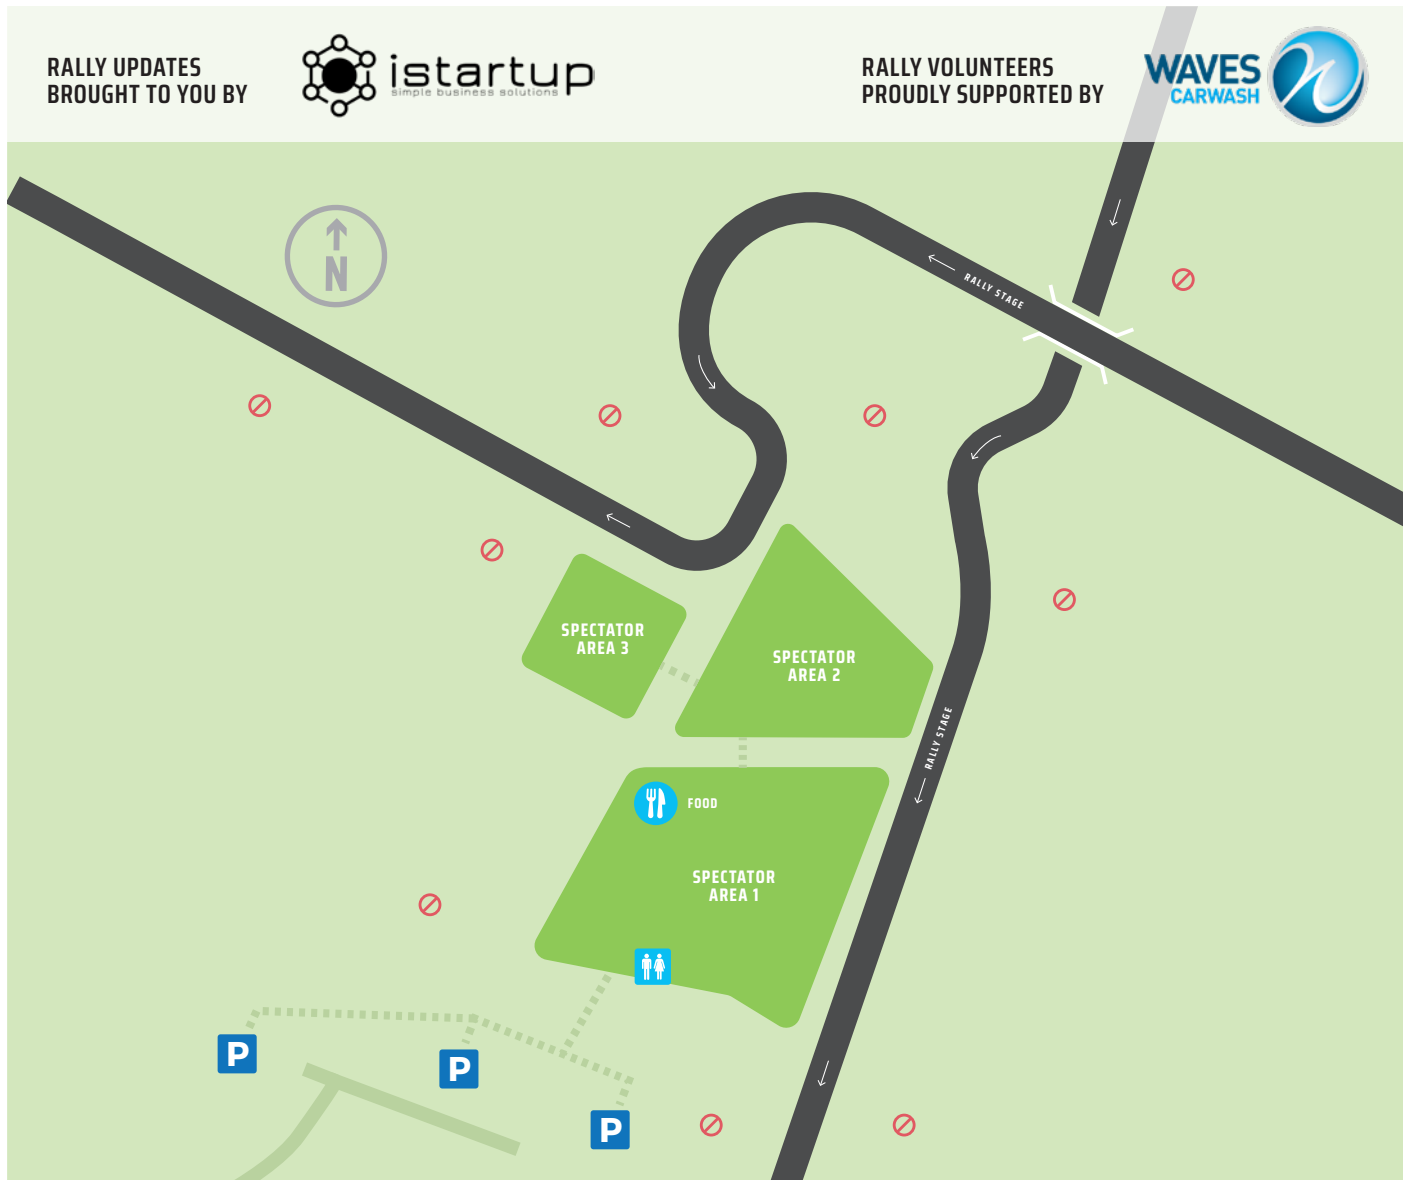 RALLY UPDATES
BROUGHT TO YOU BY
istartup
simple business solutions
RALLY VOLUNTEERS
PROUDLY SUPPORTED BY
WAVES
CARWASH
N
RALLY STAGE
SPECTATOR
AREA 3
SPECTATOR
AREA 2
RALLY STAGE
FOOD
SPECTATOR
AREA 1
P
P
P